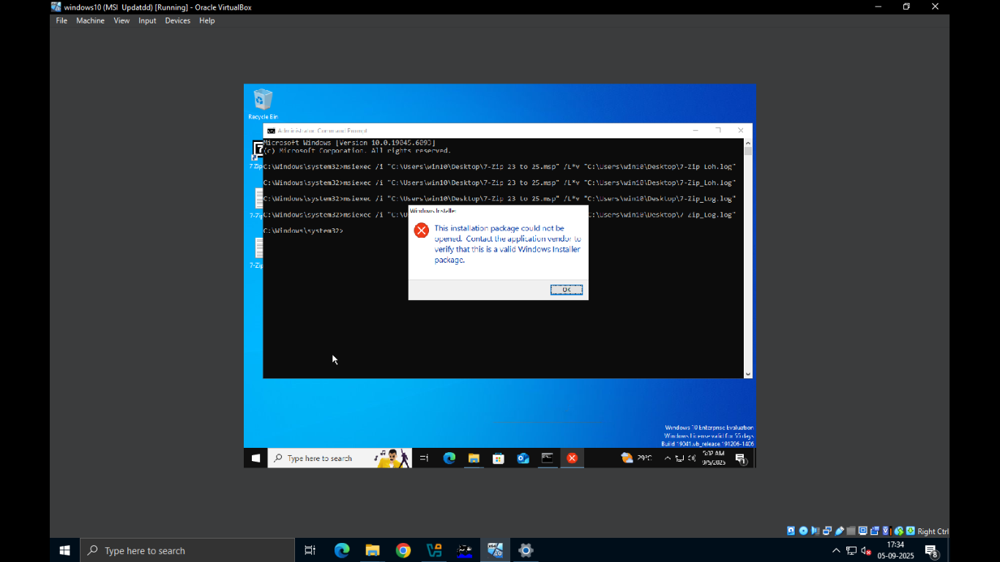 windows10 (MSI Updatdd) [Running] - Oracle VirtualBox
File Machine View Input Devices Help
Recycle Bin
Administrator: Command Prompt
Microsoft Windows [Version 10.0.19045.6093]
(c) Microsoft Corporation. All rights reserved.
7 Zip
C:\Windows\system32>msiexec /i "C:\Users\win10\Desktop\7-Zip 23 to 25.msp" /L*v "C:\Users\win10\Desktop\7-Zip_Loh.log"
C:\Windows\system32>msiexec /i "C:\Users\win10\Desktop\7-Zip 23 to 25.msp" /L*v "C:\Users\win10\Desktop\7-Zip_Loh.log"
C:\Windows\system32>msiexec /i "C:\Users\win10\Desktop\7-Zip 23 to 25.msp" /L*v "C:\Users\win10\Desktop\7-Zip_Log.log"
7-Zip
C:\Windows\system32>msiexec /i "C:\U
C:\Users\win10\Desktop\7 Zip_Log.log"
C:\Windows\system32>
7-Zip
Windows Installer
This installation package could not be
opened. Contact the application vendor to
verify that this is a valid Windows Installer
package.
OK
Windows 10 Enterprise Evaluation
Windows License valid for 55 days
Build 19041.vb_release.191206-1406
Type here to search
29°C
5:02 AM
9/5/2025
1
Right Ctrl
Type here to search
17:34
05-09-2025
8